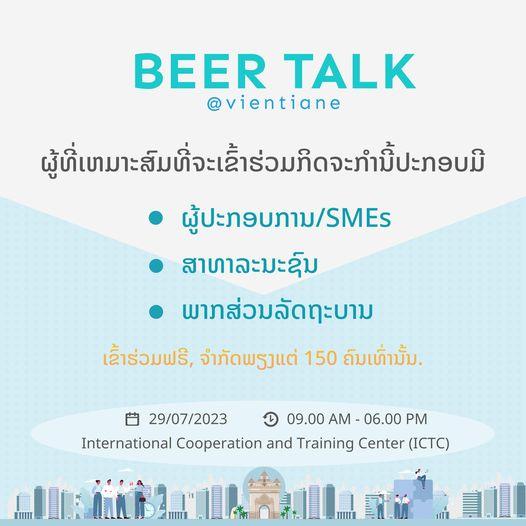 BEER TALK
@vientiane
ຜູ້ທີ່ເຫມາະສົມທີ່ຈະເຂົ້າຮ່ວມກິດຈະກຳນີ້ປະກອບມີ
ຜູ້ປະກອບການ/SMEs
ສາທາລະນະຊົນ
ພາກສ່ວນລັດຖະບານ
ເຂົ້າຮ່ວມຟຣີ, ຈຳກັດພຽງແຕ່ 150 ຄົນເທົ່ານັ້ນ.
29/07/2023 09.00 AM - 06.00 PM
International Cooperation and Training Center (ICTC)